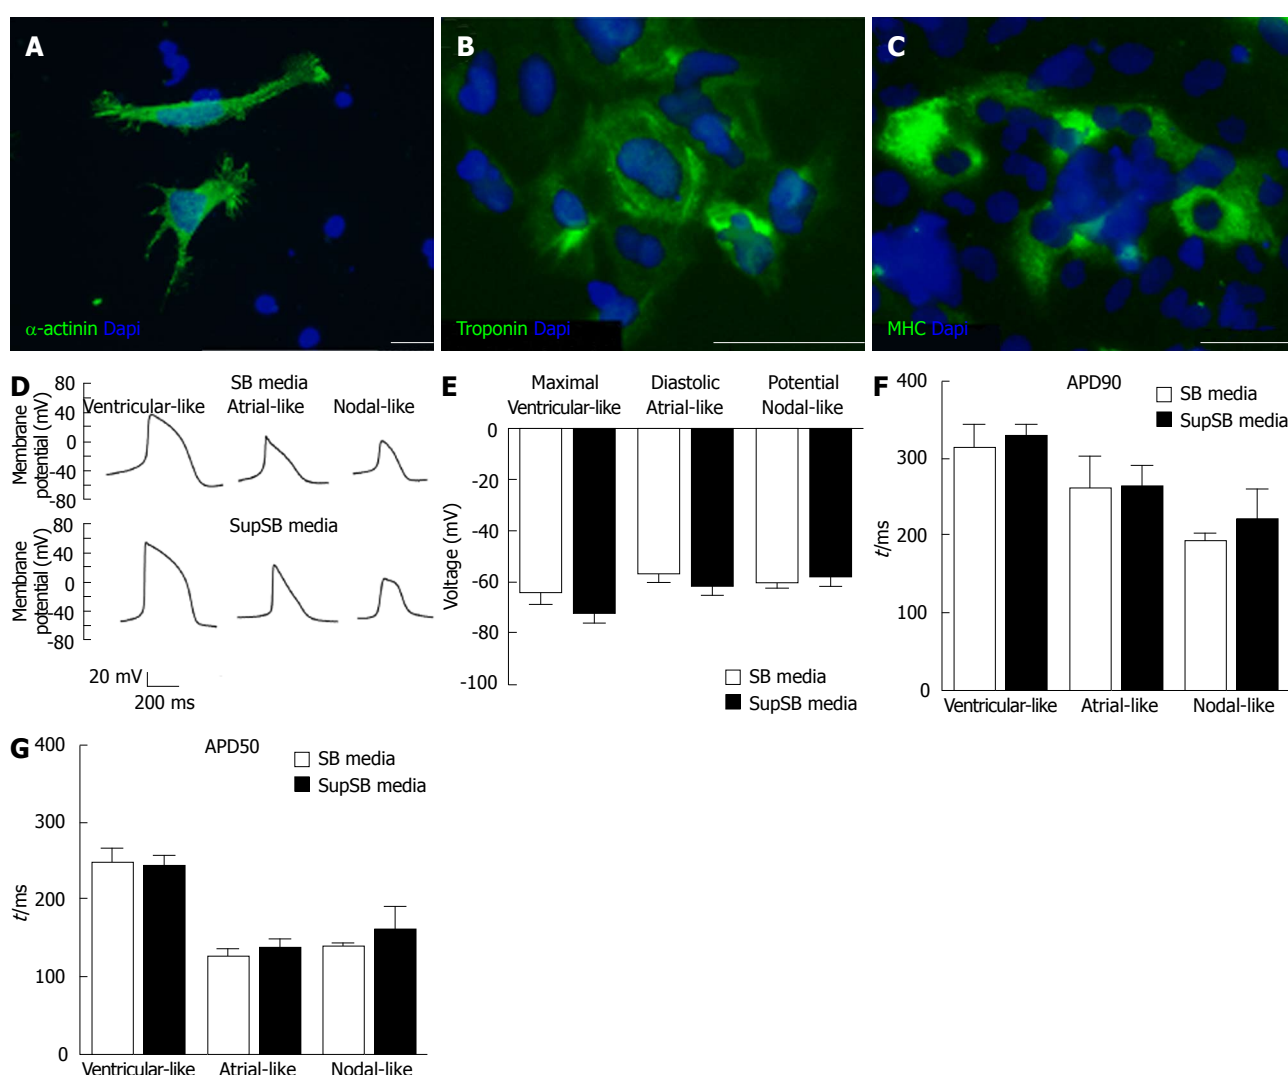 A
α-actinin Dapi
B
Troponin Dapi
C
MHC Dapi
D
SB media
Ventricular-like Atrial-like Nodal-like
Membrane
potential (mV)
80
40
0
-40
-80
SupSB media
Membrane
potential (mV)
80
40
0
-40
-80
20 mV
200 ms
E
Maximal Diastolic Potential
Ventricular-like Atrial-like Nodal-like
Voltage (mV)
0
-20
-40
-60
-80
-100
SB media
SupSB media
F
APD90
SB media
SupSB media
t/ms
400
300
200
100
0
Ventricular-like Atrial-like Nodal-like
G
APD50
SB media
SupSB media
t/ms
400
300
200
100
0
Ventricular-like Atrial-like Nodal-like